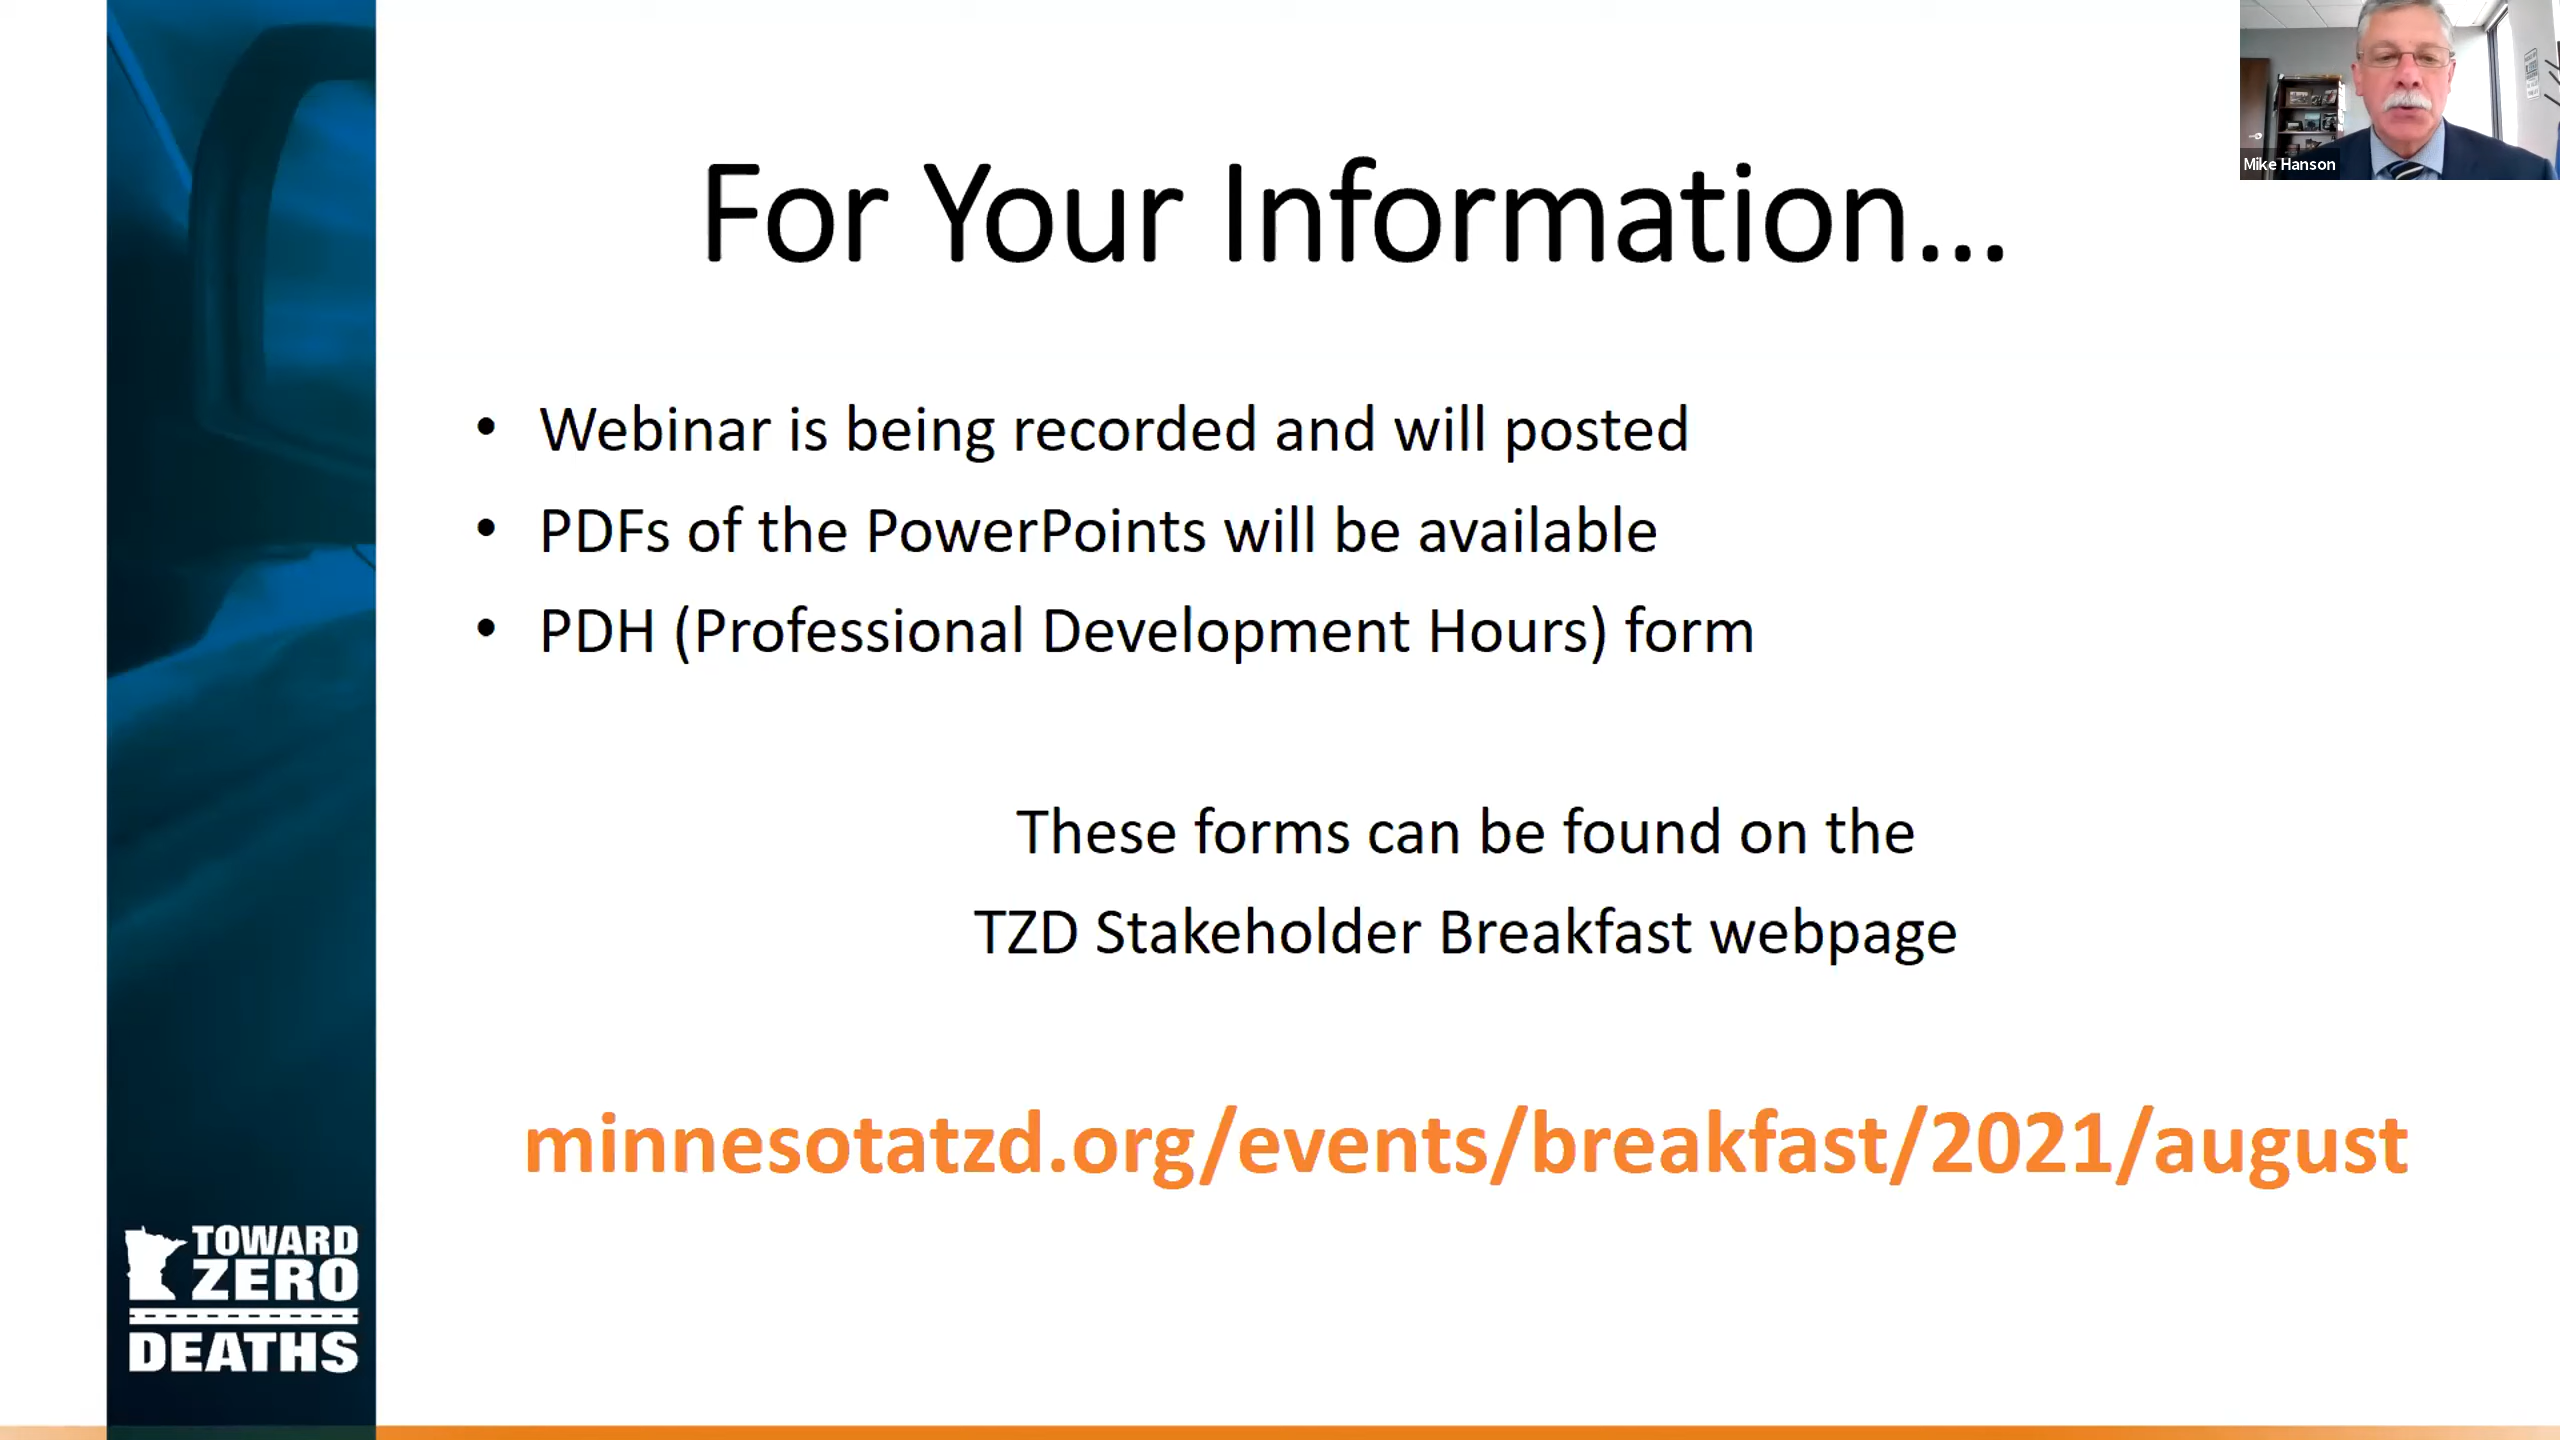 For Your Information...
Mike Hanson
• Webinar is being recorded and will posted
• PDFs of the PowerPoints will be available
• PDH (Professional Development Hours) form
These forms can be found on the
TZD Stakeholder Breakfast webpage
minnesotatzd.org/events/breakfast/2021/august
TOWARD
ZERO
DEATHS